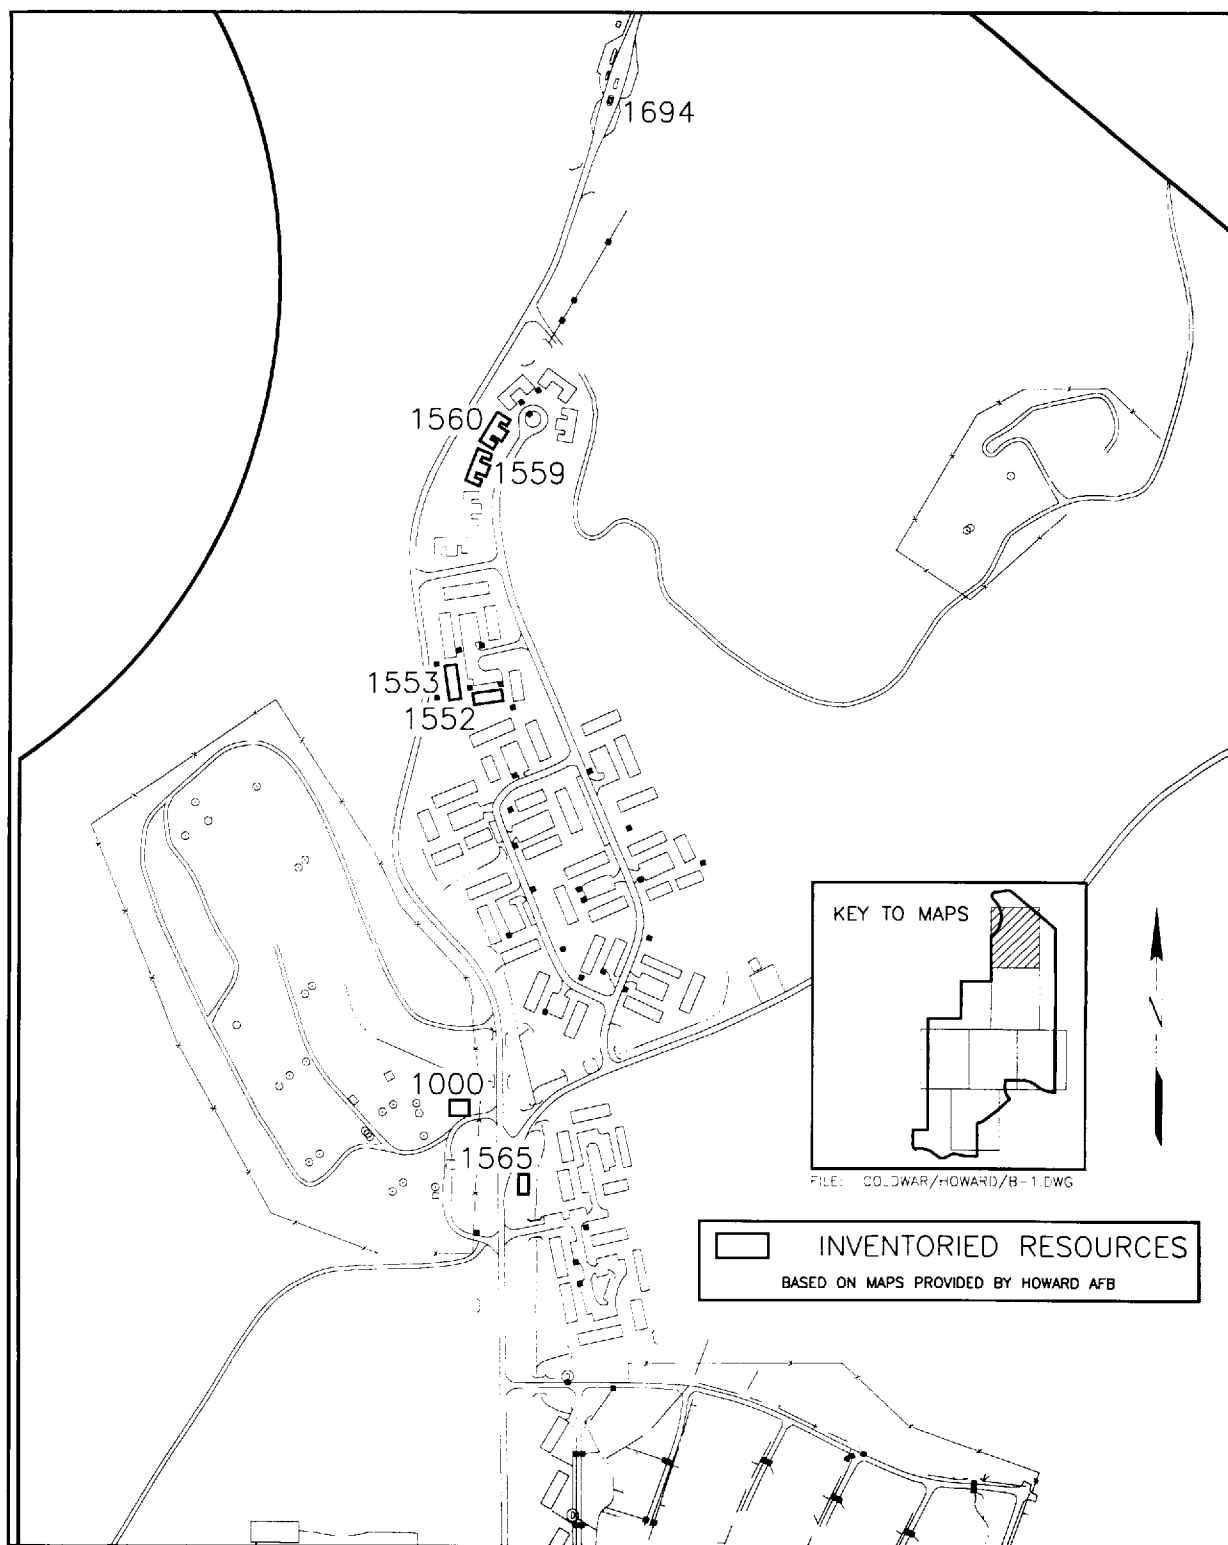 1694
1560
1559
1553
1552
KEY TO MAPS
1000
1565
FILE: COLDWAR/HOWARD/B-1.DWG
INVENTORIED RESOURCES
BASED ON MAPS PROVIDED BY HOWARD AFB